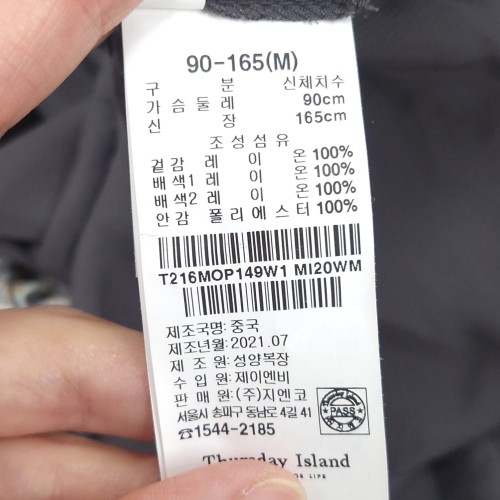 90-165(M)
구 분 신체치수
가 슴 둘 레 90cm
신 장 165cm
조 성 섬 유
겉 감 레 이 온 100%
배 색1 레 이 온 100%
배 색2 레 이 온 100%
안 감 폴 리 에 스 터 100%
T216MOP149W1 MI20WM
제조국명: 중국
제조년월: 2021.07
제 조 원: 성양복장
수 입 원: 제이엔비
판 매 원: (주)지엔코
서울시 송파구 동남로 4길 41
☎1544-2185
PASS
Thursday Island
FOR LIFE